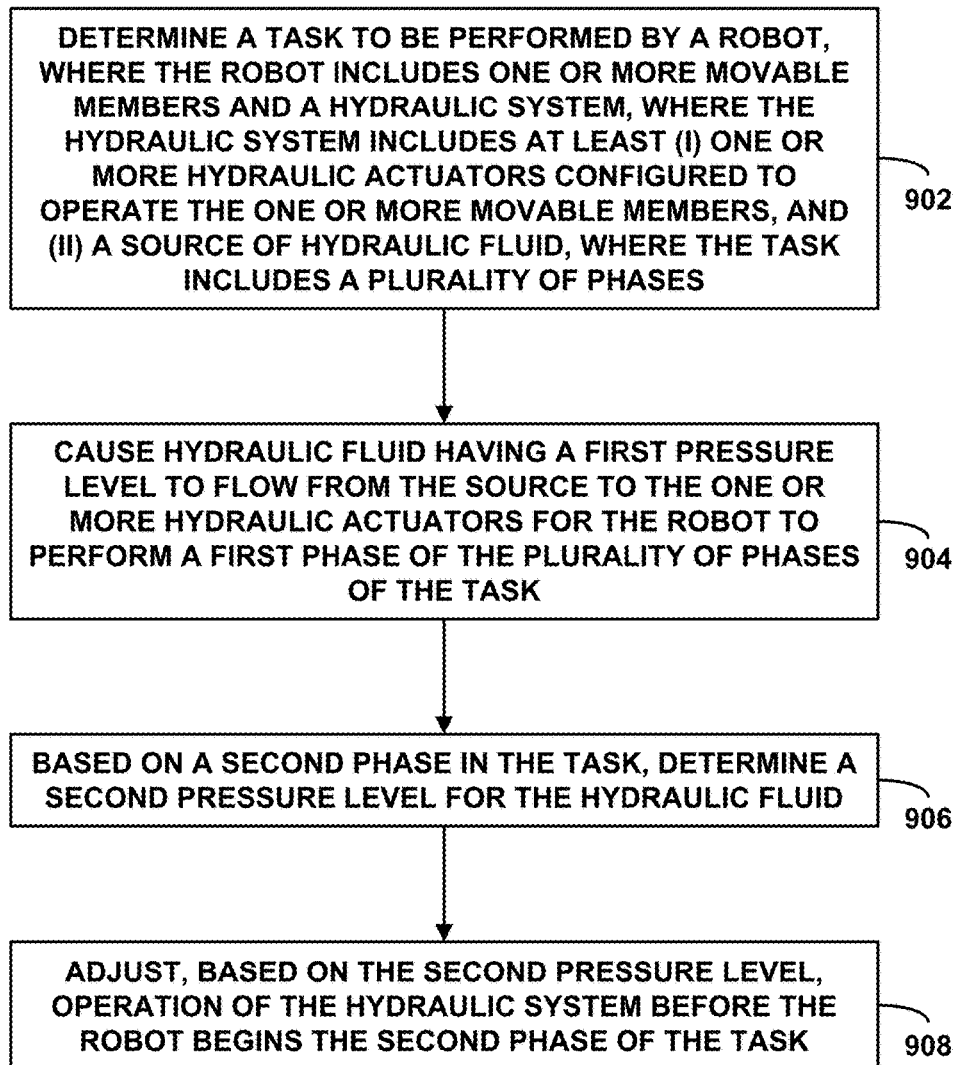 DETERMINE A TASK TO BE PERFORMED BY A ROBOT,
WHERE THE ROBOT INCLUDES ONE OR MORE MOVABLE
MEMBERS AND A HYDRAULIC SYSTEM, WHERE THE
HYDRAULIC SYSTEM INCLUDES AT LEAST (I) ONE OR
MORE HYDRAULIC ACTUATORS CONFIGURED TO
OPERATE THE ONE OR MORE MOVABLE MEMBERS, AND
(II) A SOURCE OF HYDRAULIC FLUID, WHERE THE TASK
INCLUDES A PLURALITY OF PHASES
902
CAUSE HYDRAULIC FLUID HAVING A FIRST PRESSURE
LEVEL TO FLOW FROM THE SOURCE TO THE ONE OR
MORE HYDRAULIC ACTUATORS FOR THE ROBOT TO
PERFORM A FIRST PHASE OF THE PLURALITY OF PHASES
OF THE TASK
904
BASED ON A SECOND PHASE IN THE TASK, DETERMINE A
SECOND PRESSURE LEVEL FOR THE HYDRAULIC FLUID
906
ADJUST, BASED ON THE SECOND PRESSURE LEVEL,
OPERATION OF THE HYDRAULIC SYSTEM BEFORE THE
ROBOT BEGINS THE SECOND PHASE OF THE TASK
908